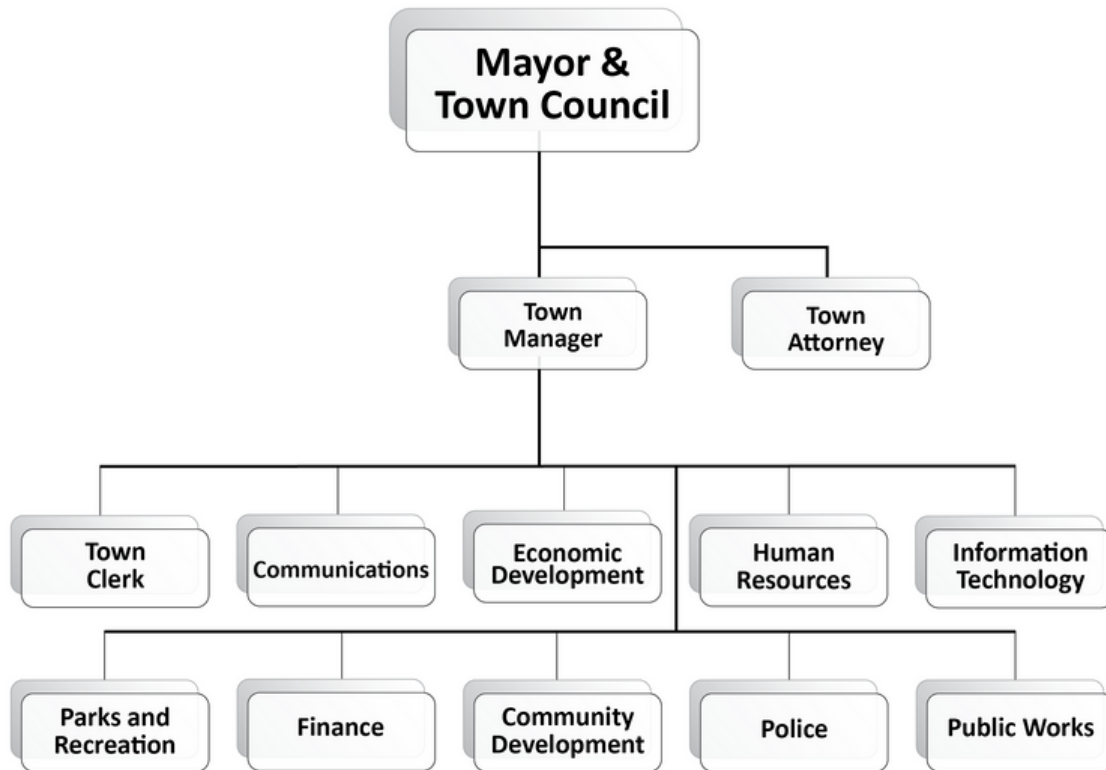 Mayor &
Town Council
Town
Manager
Town
Attorney
Town
Clerk
Communications
Economic
Development
Human
Resources
Information
Technology
Parks and
Recreation
Finance
Community
Development
Police
Public Works